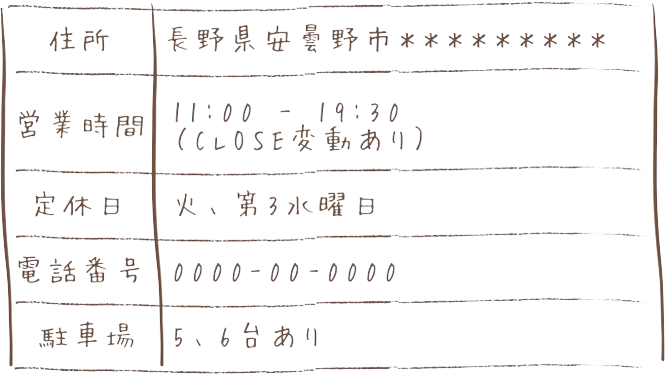 住所 長野県安曇野市＊＊＊＊＊＊＊＊＊
営業時間 11:00 - 19:30
(CLOSE変動あり)
定休日 火、第3水曜日
電話番号 0000-00-0000
駐車場 5、6台あり